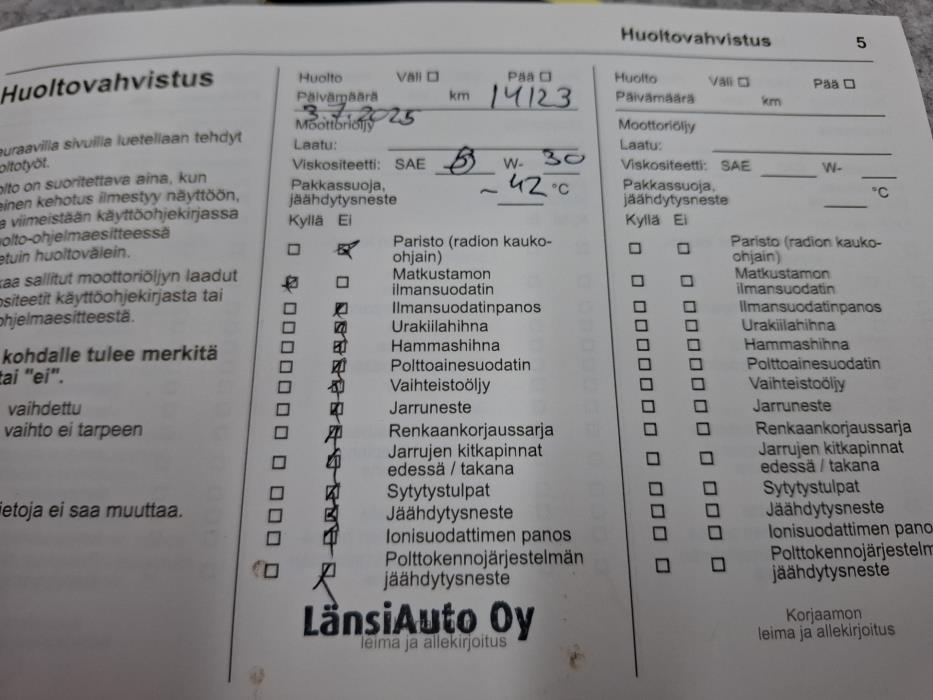 Huoltovahvistus 5
Huoltovahvistus
euraavilla sivuilla luetellaan tehdyt
oltotyöt.
olto on suoritettava aina, kun
einen kehotus ilmestyy näyttöön,
a viimeistään käyttöohjekirjassa
olto-ohjelmaesitteessä
etuin huoltovälein.
kaa sallitut moottoriöljyn laadut
ositeetit käyttöohjekirjasta tai
ohjelmaesitteestä.
kohdalle tulee merkitä
tai "ei".
vaihdettu
vaihto ei tarpeen
ietoja ei saa muuttaa.
Huolto Väli Pää
Päivämäärä km 14123
3.7.2025
Moottoriöljy
Laatu:
Viskositeetti: SAE W- 30
Pakkassuoja, - 42 °C
jäähdytysneste
Kyllä Ei
Paristo (radion kauko-
ohjain)
Matkustamon
ilmansuodatin
Ilmansuodatinpanos
Urakiilahihna
Hammashihna
Polttoainesuodatin
Vaihteistoöljy
Jarruneste
Renkaankorjaussarja
Jarrujen kitkapinnat
edessä / takana
Sytytystulpat
Jäähdytysneste
Ionisuodattimen panos
Polttokennojärjestelmän
jäähdytysneste
LänsiAuto Oy
leima ja allekirjoitus
Huolto Väli Pää
Päivämäärä km
Moottoriöljy
Laatu:
Viskositeetti: SAE W-
Pakkassuoja, °C
jäähdytysneste
Kyllä Ei
Paristo (radion kauko-
ohjain)
Matkustamon
ilmansuodatin
Ilmansuodatinpanos
Urakiilahihna
Hammashihna
Polttoainesuodatin
Vaihteistoöljy
Jarruneste
Renkaankorjaussarja
Jarrujen kitkapinnat
edessä / takana
Sytytystulpat
Jäähdytysneste
Ionisuodattimen pano
Polttokennojärjestelm
jäähdytysneste
Korjaamon
leima ja allekirjoitus